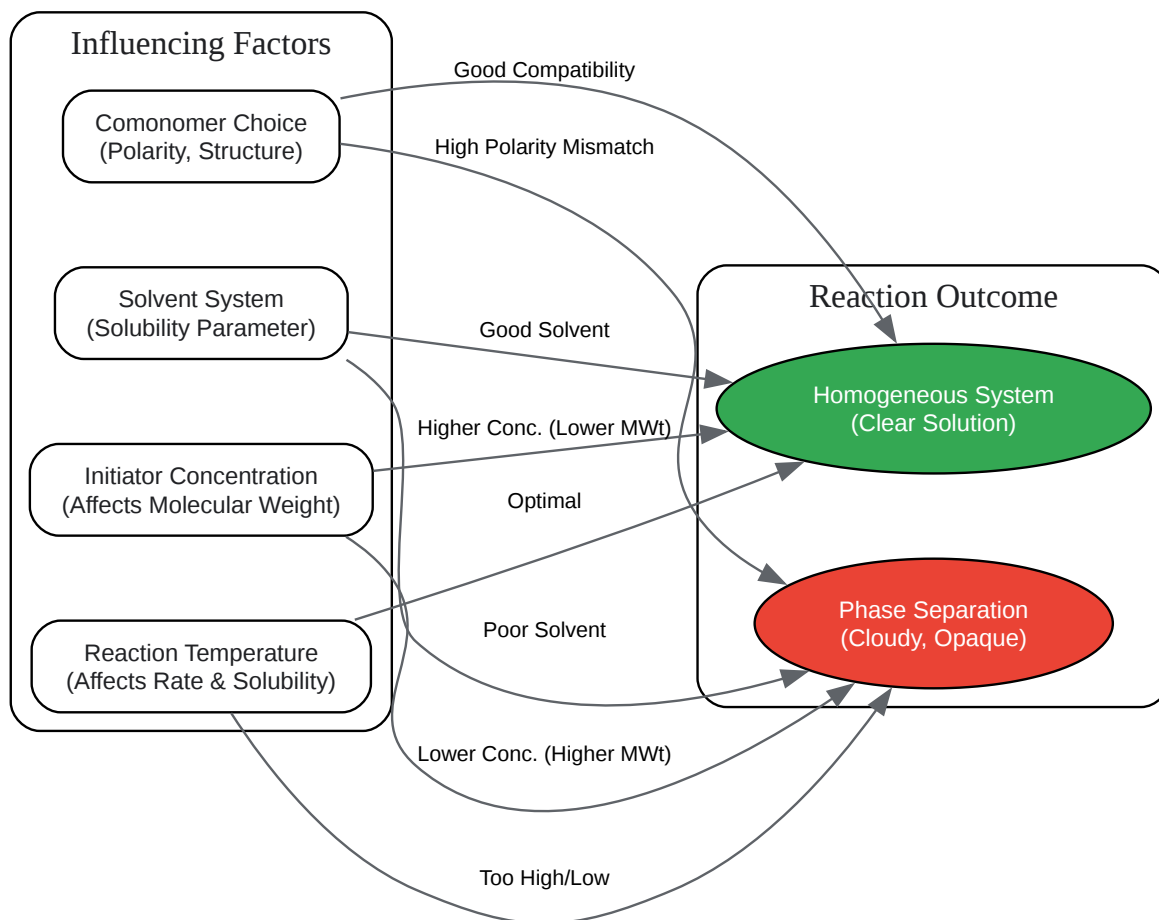 Influencing Factors
Comonomer Choice
(Polarity, Structure)
Solvent System
(Solubility Parameter)
Initiator Concentration
(Affects Molecular Weight)
Reaction Temperature
(Affects Rate & Solubility)
Good Compatibility
High Polarity Mismatch
Good Solvent
Higher Conc. (Lower MWt)
Optimal
Poor Solvent
Lower Conc. (Higher MWt)
Too High/Low
Reaction Outcome
Homogeneous System
(Clear Solution)
Phase Separation
(Cloudy, Opaque)